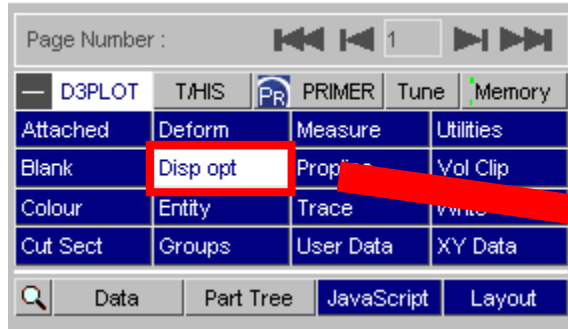 Page Number : 1
D3PLOT T/HIS PR PRIMER Tune Memory
Attached Deform Measure Utilities
Blank Disp opt Vol Clip
Colour Entity Trace
Cut Sect Groups User Data XY Data
Data Part Tree JavaScript Layout